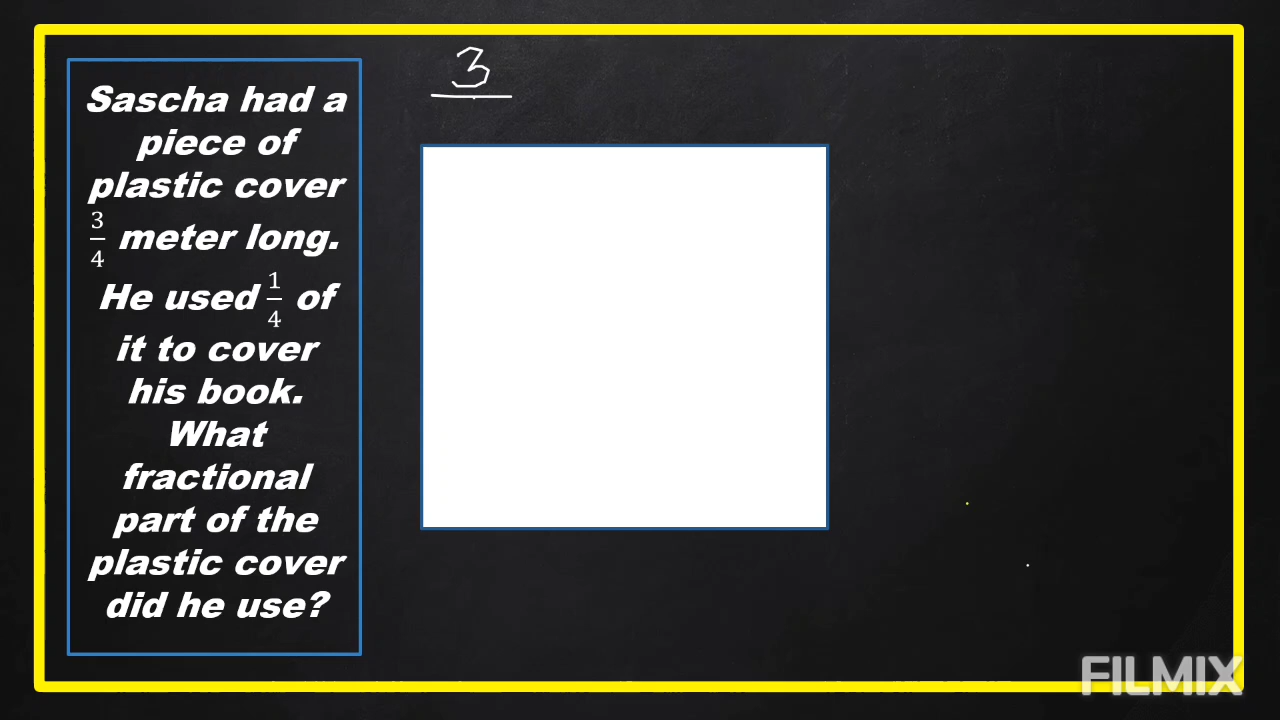 Sascha had a
piece of
plastic cover
3/4 meter long.
He used 1/4 of
it to cover
his book.
What
fractional
part of the
plastic cover
did he use?
3
FILMIX